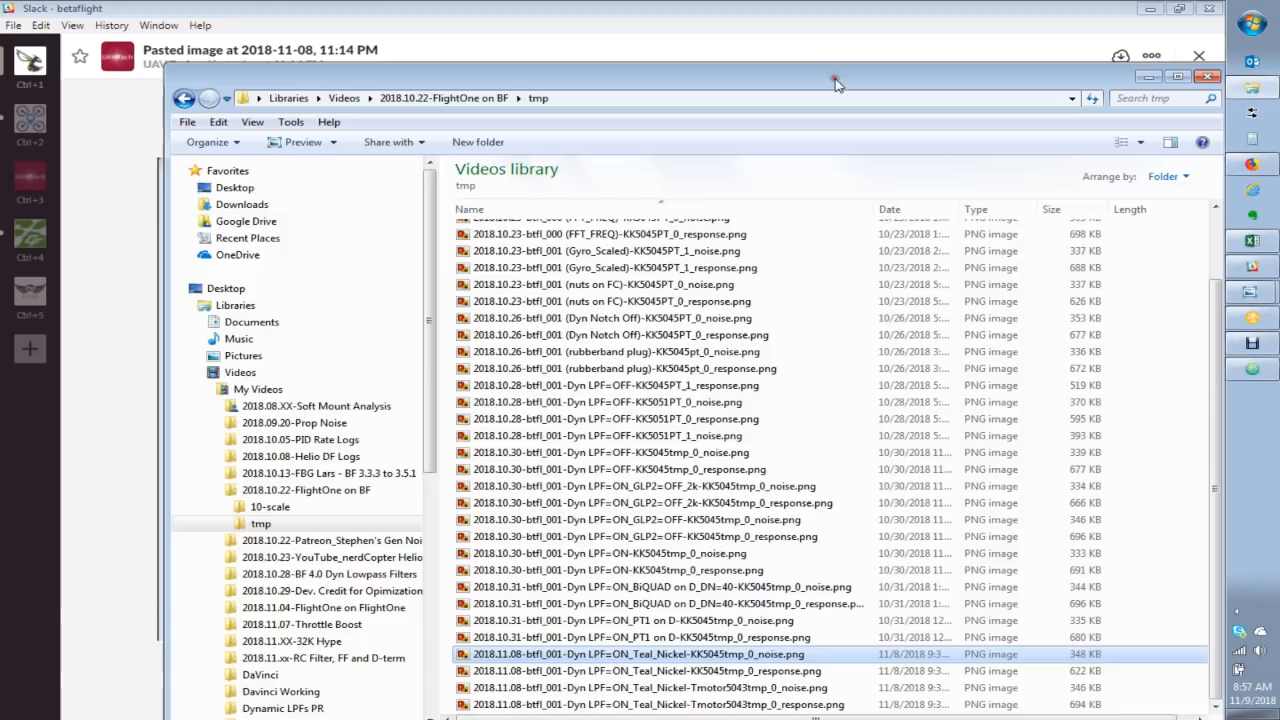 Slack - betaflight
File Edit View History Window Help
Pasted image at 2018-11-08, 11:14 PM
Ctrl+1
Ctrl+2
Ctrl+3
Ctrl+4
Ctrl+5
Libraries Videos 2018.10.22-FlightOne on BF tmp
Search tmp
File Edit View Tools Help
Organize Preview Share with New folder
Favorites
Desktop
Downloads
Google Drive
Recent Places
OneDrive
Desktop
Libraries
Documents
Music
Pictures
Videos
My Videos
2018.08.XX-Soft Mount Analysis
2018.09.20-Prop Noise
2018.10.05-PID Rate Logs
2018.10.08-Helio DF Logs
2018.10.13-FBG Lars - BF 3.3.3 to 3.5.1
2018.10.22-FlightOne on BF
10-scale
tmp
2018.10.22-Patreon_Stephen's Gen Noi
2018.10.23-YouTube_nerdCopter Helio
2018.10.28-BF 4.0 Dyn Lowpass Filters
2018.10.29-Dev. Credit for Opimization
2018.11.04-FlightOne on FlightOne
2018.11.07-Throttle Boost
2018.11.XX-32K Hype
2018.11.xx-RC Filter, FF and D-term
DaVinci
Davinci Working
Dynamic LPFs PR
Videos library
tmp
Arrange by: Folder
Name Date Type Size Length
2018.10.23-btfl_000 (FFT_FREQ)-KK5045PT_0_response.png 10/23/2018 2:... PNG image 698 KB
2018.10.23-btfl_001 (Gyro_Scaled)-KK5045PT_1_noise.png 10/23/2018 2:... PNG image 337 KB
2018.10.23-btfl_001 (Gyro_Scaled)-KK5045PT_1_response.png 10/23/2018 2:... PNG image 688 KB
2018.10.23-btfl_001 (nuts on FC)-KK5045PT_0_noise.png 10/23/2018 5:... PNG image 337 KB
2018.10.23-btfl_001 (nuts on FC)-KK5045PT_0_response.png 10/23/2018 5:... PNG image 626 KB
2018.10.26-btfl_001 (Dyn Notch Off)-KK5045PT_0_noise.png 10/26/2018 5:... PNG image 353 KB
2018.10.26-btfl_001 (Dyn Notch Off)-KK5045PT_0_response.png 10/26/2018 5:... PNG image 677 KB
2018.10.26-btfl_001 (rubberband plug)-KK5045pt_0_noise.png 10/26/2018 3:... PNG image 336 KB
2018.10.26-btfl_001 (rubberband plug)-KK5045pt_0_response.png 10/26/2018 3:... PNG image 672 KB
2018.10.28-btfl_001-Dyn LPF=OFF-KK5045PT_1_response.png 10/28/2018 5:... PNG image 519 KB
2018.10.28-btfl_001-Dyn LPF=OFF-KK5051PT_0_noise.png 10/28/2018 5:... PNG image 370 KB
2018.10.28-btfl_001-Dyn LPF=OFF-KK5051PT_0_response.png 10/28/2018 5:... PNG image 595 KB
2018.10.28-btfl_001-Dyn LPF=OFF-KK5051PT_1_noise.png 10/28/2018 5:... PNG image 393 KB
2018.10.30-btfl_001-Dyn LPF=OFF-KK5045tmp_0_noise.png 10/30/2018 11... PNG image 339 KB
2018.10.30-btfl_001-Dyn LPF=OFF-KK5045tmp_0_response.png 10/30/2018 11... PNG image 677 KB
2018.10.30-btfl_001-Dyn LPF=ON_GLP2=OFF_2k-KK5045tmp_0_noise.png 10/30/2018 11... PNG image 334 KB
2018.10.30-btfl_001-Dyn LPF=ON_GLP2=OFF_2k-KK5045tmp_0_response.png 10/30/2018 11... PNG image 666 KB
2018.10.30-btfl_001-Dyn LPF=ON_GLP2=OFF-KK5045tmp_0_noise.png 10/30/2018 11... PNG image 346 KB
2018.10.30-btfl_001-Dyn LPF=ON_GLP2=OFF-KK5045tmp_0_response.png 10/30/2018 11... PNG image 696 KB
2018.10.30-btfl_001-Dyn LPF=ON-KK5045tmp_0_noise.png 10/30/2018 11... PNG image 333 KB
2018.10.30-btfl_001-Dyn LPF=ON-KK5045tmp_0_response.png 10/30/2018 11... PNG image 691 KB
2018.10.31-btfl_001-Dyn LPF=ON_BiQUAD on D_DN=40-KK5045tmp_0_noise.png 10/31/2018 1:... PNG image 344 KB
2018.10.31-btfl_001-Dyn LPF=ON_BiQUAD on D_DN=40-KK5045tmp_0_response.p... 10/31/2018 1:... PNG image 696 KB
2018.10.31-btfl_001-Dyn LPF=ON_PT1 on D-KK5045tmp_0_noise.png 10/31/2018 12... PNG image 345 KB
2018.10.31-btfl_001-Dyn LPF=ON_PT1 on D-KK5045tmp_0_response.png 10/31/2018 12... PNG image 680 KB
2018.11.08-btfl_001-Dyn LPF=ON_Teal_Nickel-KK5045tmp_0_noise.png 11/8/2018 9:3... PNG image 348 KB
2018.11.08-btfl_001-Dyn LPF=ON_Teal_Nickel-KK5045tmp_0_response.png 11/8/2018 9:3... PNG image 622 KB
2018.11.08-btfl_001-Dyn LPF=ON_Teal_Nickel-Tmotor5043tmp_0_noise.png 11/8/2018 9:3... PNG image 346 KB
2018.11.08-btfl_001-Dyn LPF=ON_Teal_Nickel-Tmotor5043tmp_0_response.png 11/8/2018 9:3... PNG image 694 KB
8:57 AM
11/9/2018